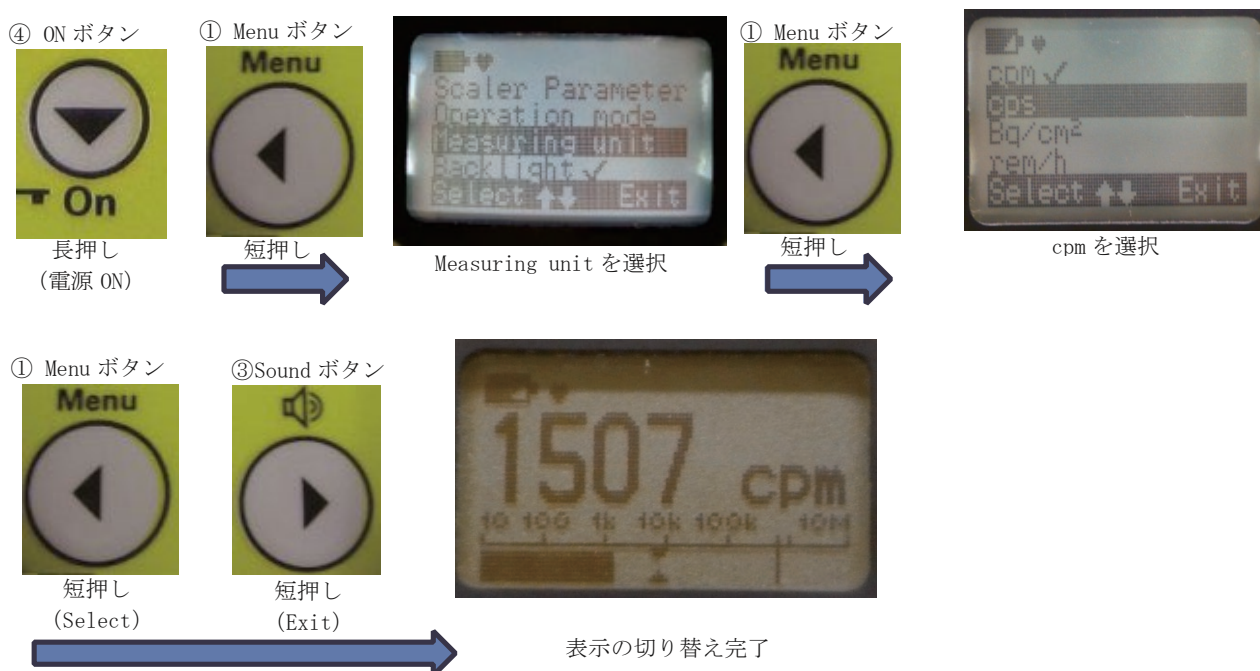 ④ ON ボタン
① Menu ボタン
① Menu ボタン
Menu
On
長押し
(電源 ON)
短押し
Scaler Parameter
Operation mode
Measuring unit
Backlight ✓
Select ↑↓ Exit
Measuring unit を選択
Menu
短押し
cpm ✓
cps
Bq/cm²
rem/h
Select ↑↓ Exit
cpm を選択
① Menu ボタン
③Sound ボタン
Menu
短押し
(Select)
短押し
(Exit)
1507 cpm
10 100 1k 10k 100k 10M
表示の切り替え完了